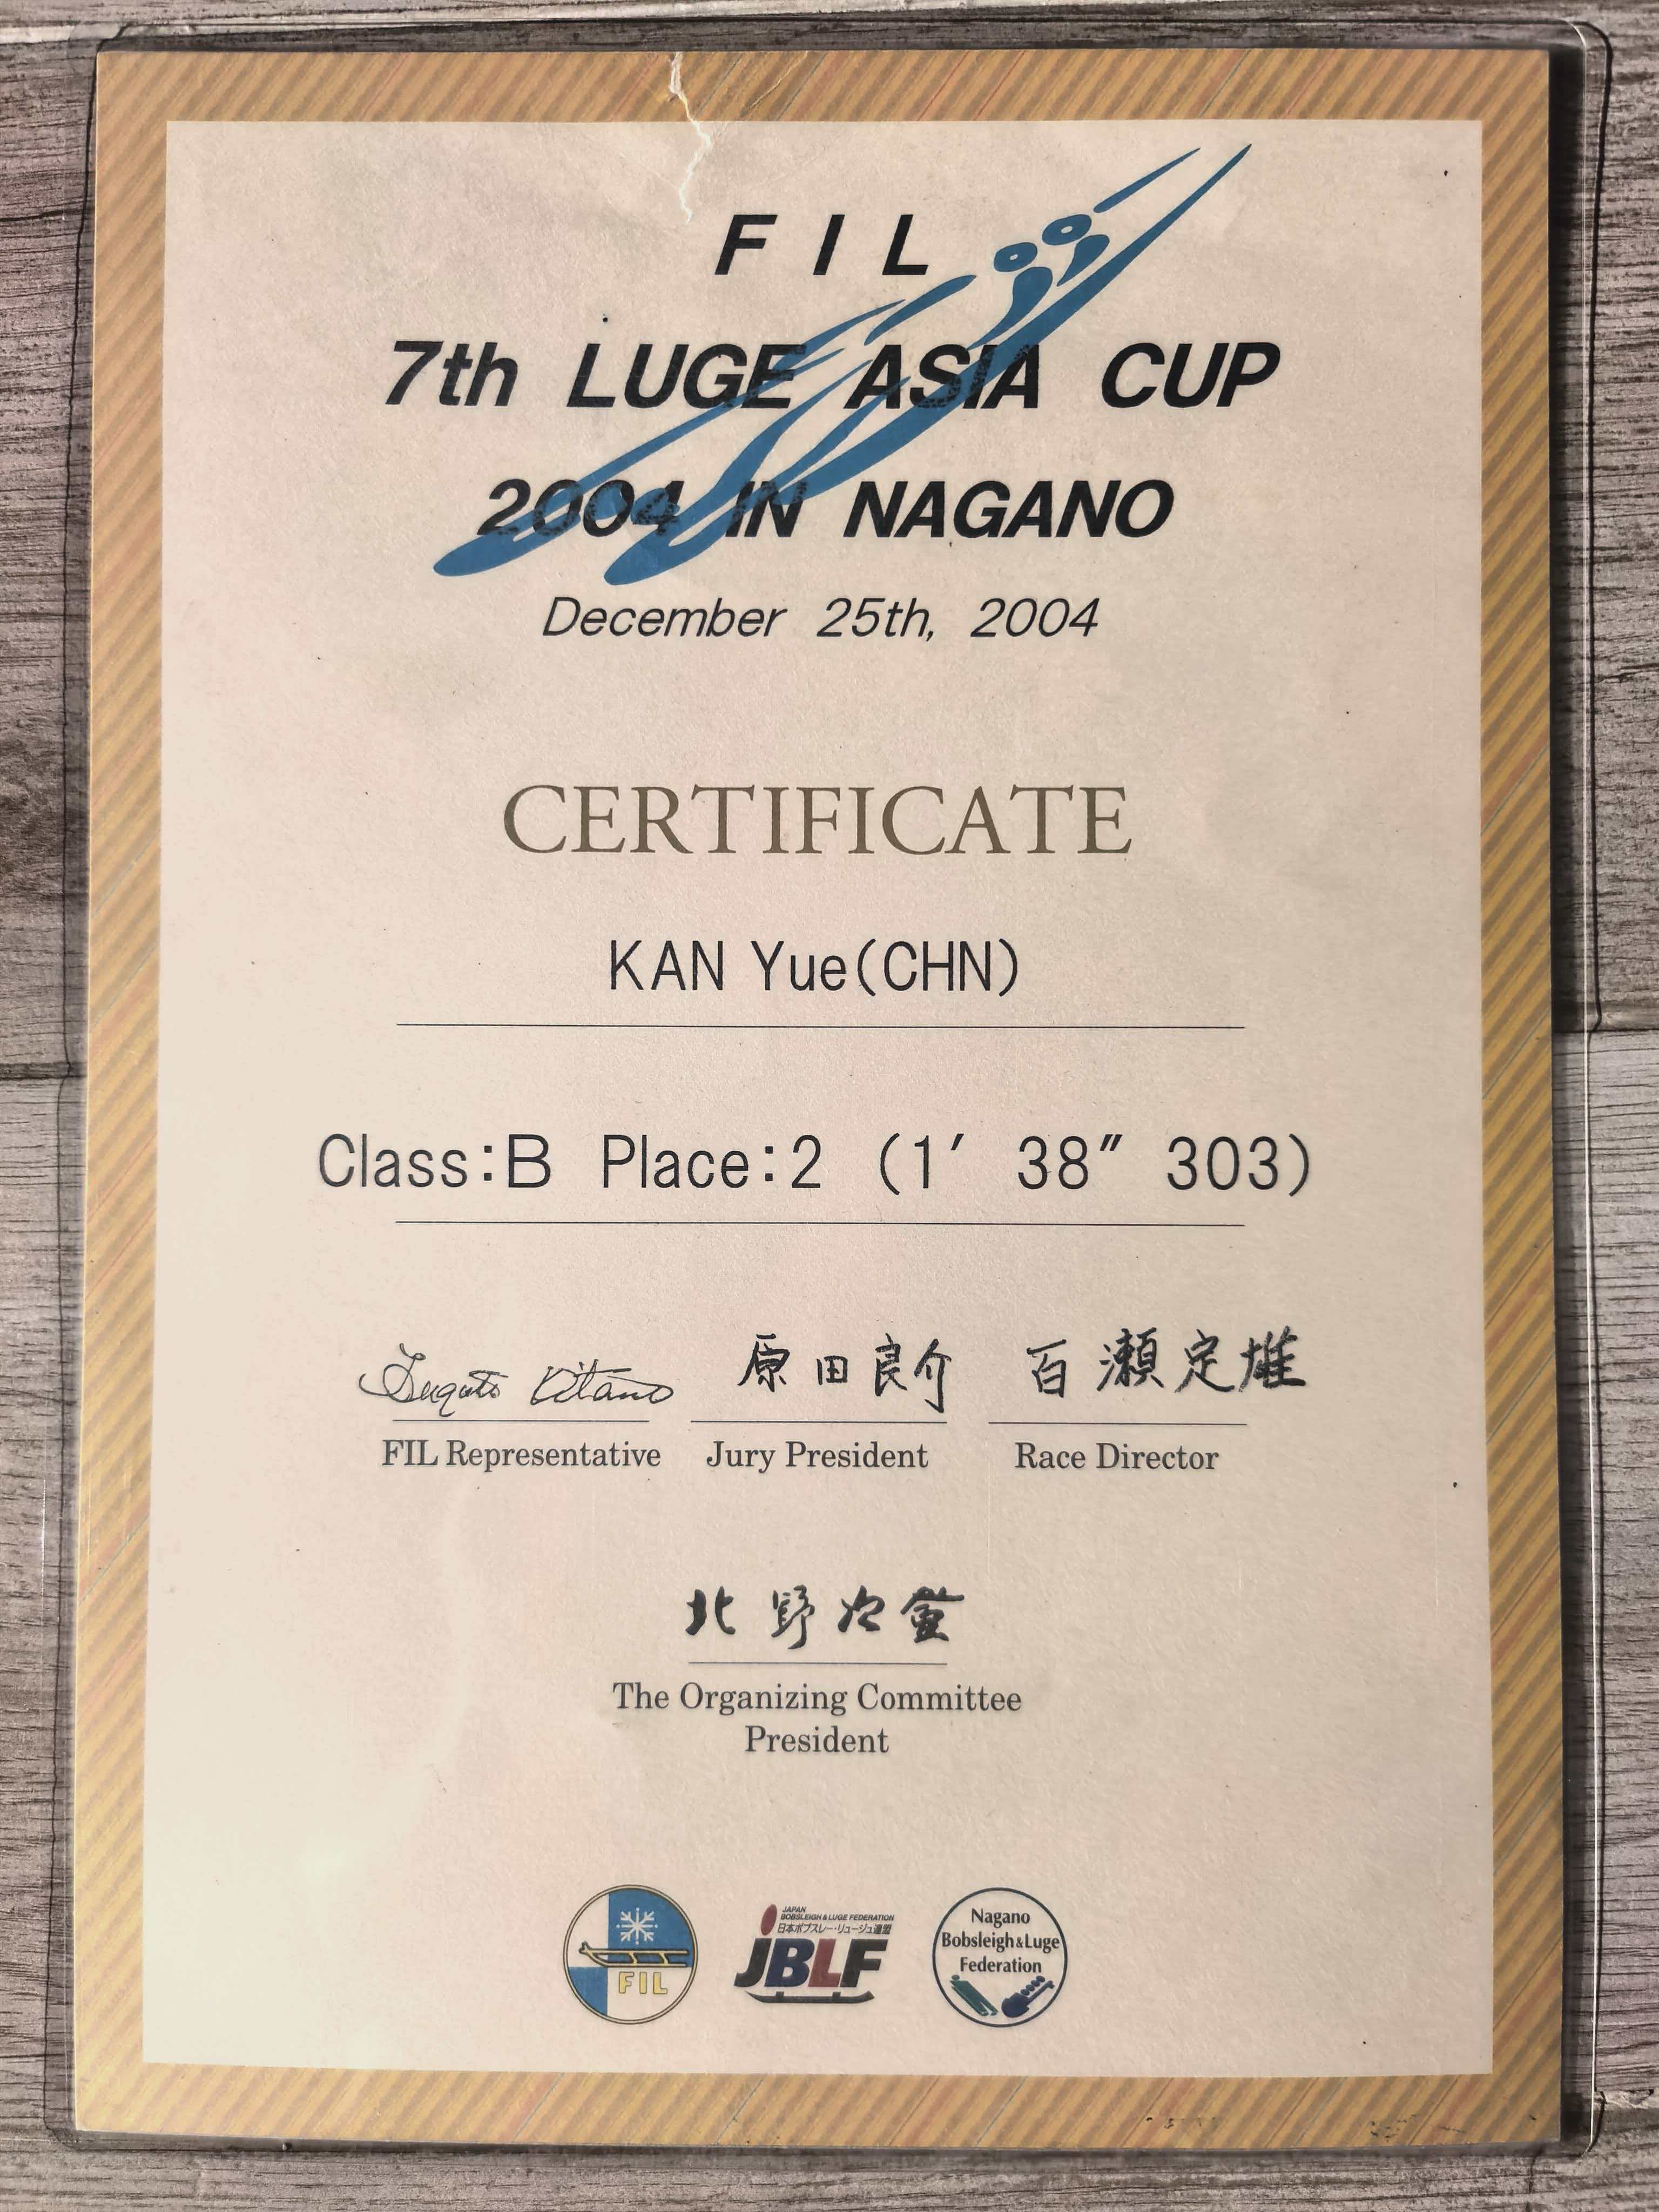 FIL
7th LUGE ASIA CUP
2004 IN NAGANO
December 25th, 2004
CERTIFICATE
KAN Yue(CHN)
Class:B Place:2 (1′ 38″ 303)
Suguto Kitano 原田良介 百瀬定雄
FIL Representative Jury President Race Director
北野
The Organizing Committee
President
FIL
JAPAN
BOBSLEIGH & LUGE FEDERATION
日本ボブスレー・リュージュ連盟
JBLF
Nagano
Bobsleigh&Luge
Federation